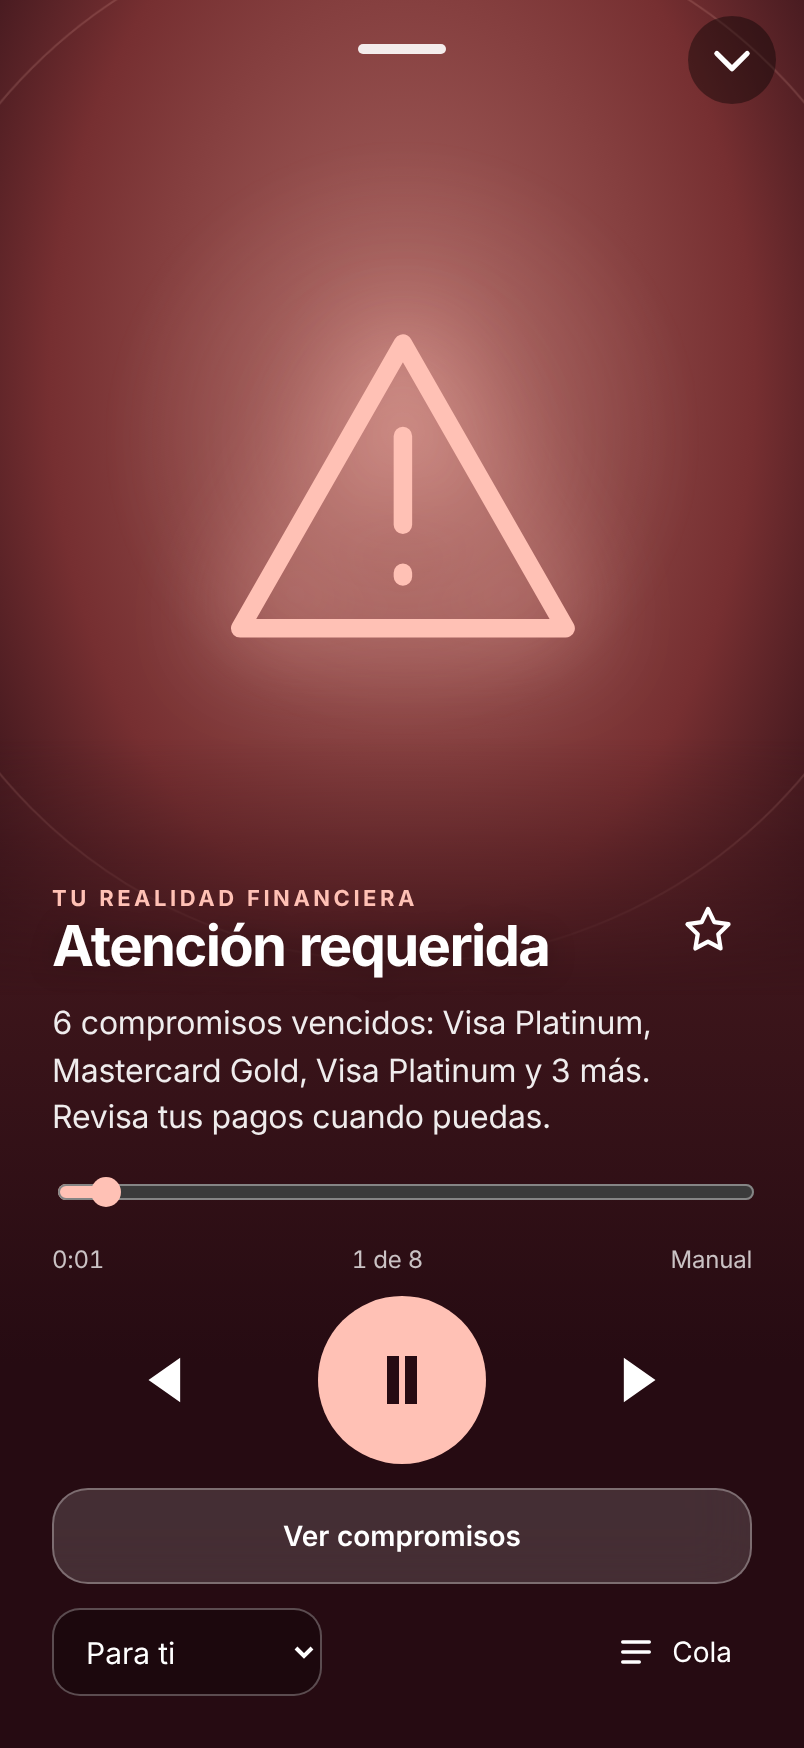 TU REALIDAD FINANCIERA
Atención requerida
6 compromisos vencidos: Visa Platinum,
Mastercard Gold, Visa Platinum y 3 más.
Revisa tus pagos cuando puedas.
0:01 1 de 8 Manual
Ver compromisos
Para ti Cola